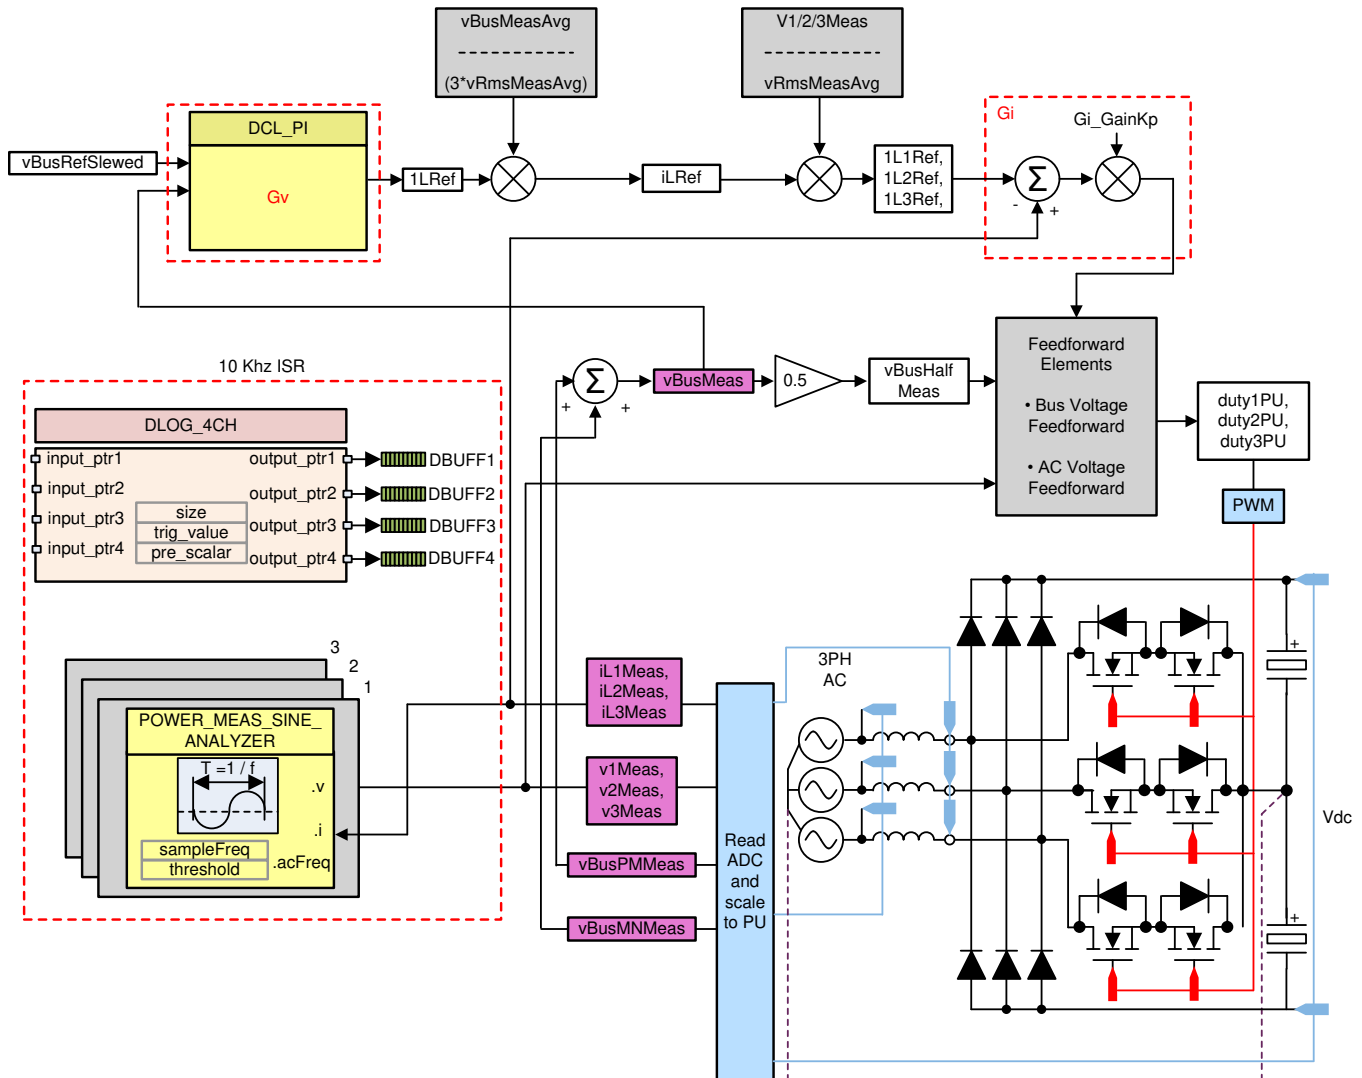 vBusMeasAvg
(3*vRmsMeasAvg)
V1/2/3Meas
vRmsMeasAvg
DCL_PI
Gv
vBusRefSlewed
1LRef
iLRef
1L1Ref,
1L2Ref,
1L3Ref,
Gi
Gi_GainKp
Σ
-
+
10 Khz ISR
DLOG_4CH
input_ptr1
input_ptr2
input_ptr3
input_ptr4
size
trig_value
pre_scalar
output_ptr1
output_ptr2
output_ptr3
output_ptr4
DBUFF1
DBUFF2
DBUFF3
DBUFF4
Σ
+
+
vBusMeas
0.5
vBusHalf
Meas
Feedforward
Elements
• Bus Voltage
Feedforward
• AC Voltage
Feedforward
duty1PU,
duty2PU,
duty3PU
PWM
3
2
1
POWER_MEAS_SINE_
ANALYZER
T =1 / f
.v
.i
.acFreq
sampleFreq
threshold
iL1Meas,
iL2Meas,
iL3Meas
v1Meas,
v2Meas,
v3Meas
vBusPMMeas
vBusMNMeas
Read
ADC
and
scale
to PU
3PH
AC
+
+
Vdc